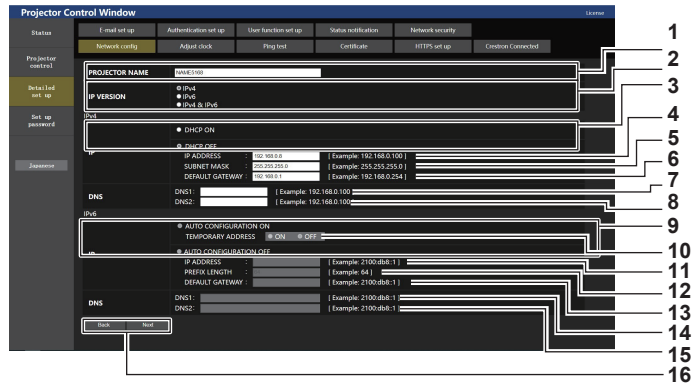 Projector Control Window
License
Status
E-mail set up
Authentication set up
User function set up
Status notification
Network security
Network config
Adjust clock
Ping test
Certificate
HTTPS set up
Crestron Connected
Projector control
Detailed set up
Set up password
Japanese
PROJECTOR NAME
NAME5168
IP VERSION
IPv4
IPv6
IPv4 & IPv6
IPv4
DHCP ON
IP
DHCP OFF
IP ADDRESS : 192.168.0.8 [ Example: 192.168.0.100 ]
SUBNET MASK : 255.255.255.0 [ Example: 255.255.255.0 ]
DEFAULT GATEWAY : 192.168.0.1 [ Example: 192.168.0.254 ]
DNS
DNS1: [ Example: 192.168.0.100 ]
DNS2: [ Example: 192.168.0.100 ]
IPv6
AUTO CONFIGURATION ON
TEMPORARY ADDRESS ON OFF
IP
AUTO CONFIGURATION OFF
IP ADDRESS : [ Example: 2100:db8::1 ]
PREFIX LENGTH : [ Example: 64 ]
DEFAULT GATEWAY : [ Example: 2100:db8::1 ]
DNS
DNS1: [ Example: 2100:db8::1 ]
DNS2: [ Example: 2100:db8::1 ]
Back Next
1
2
3
4
5
6
7
8
9
10
11
12
13
14
15
16